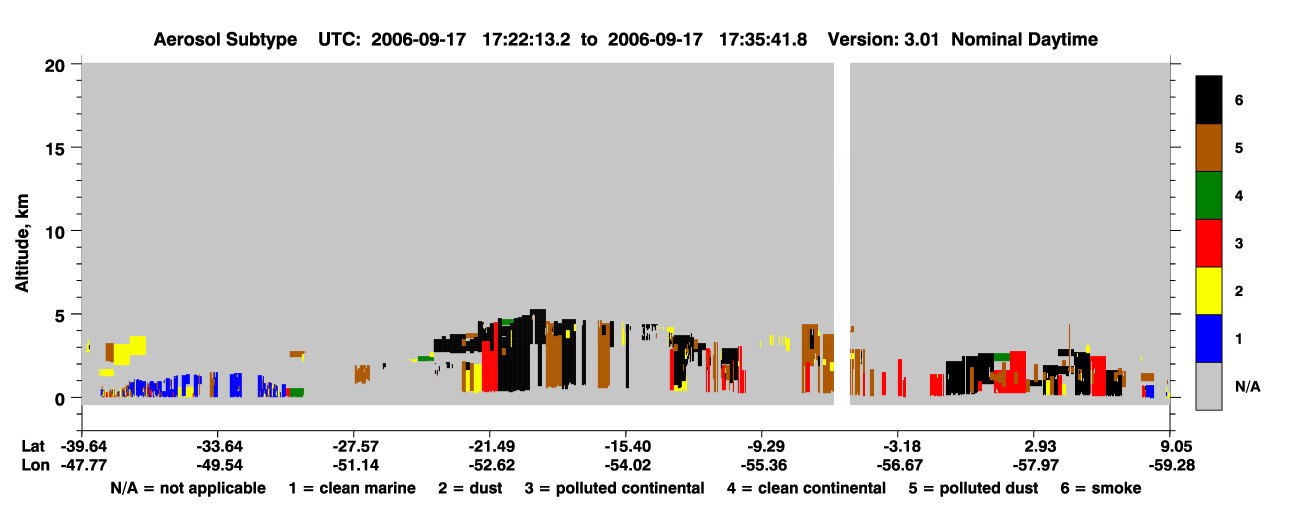 Aerosol Subtype UTC: 2006-09-17 17:22:13.2 to 2006-09-17 17:35:41.8 Version: 3.01 Nominal Daytime
20
15
10
5
0
Altitude, km
6
5
4
3
2
1
N/A
Lat -39.64 -33.64 -27.57 -21.49 -15.40 -9.29 -3.18 2.93 9.05
Lon -47.77 -49.54 -51.14 -52.62 -54.02 -55.36 -56.67 -57.97 -59.28
N/A = not applicable 1 = clean marine 2 = dust 3 = polluted continental 4 = clean continental 5 = polluted dust 6 = smoke